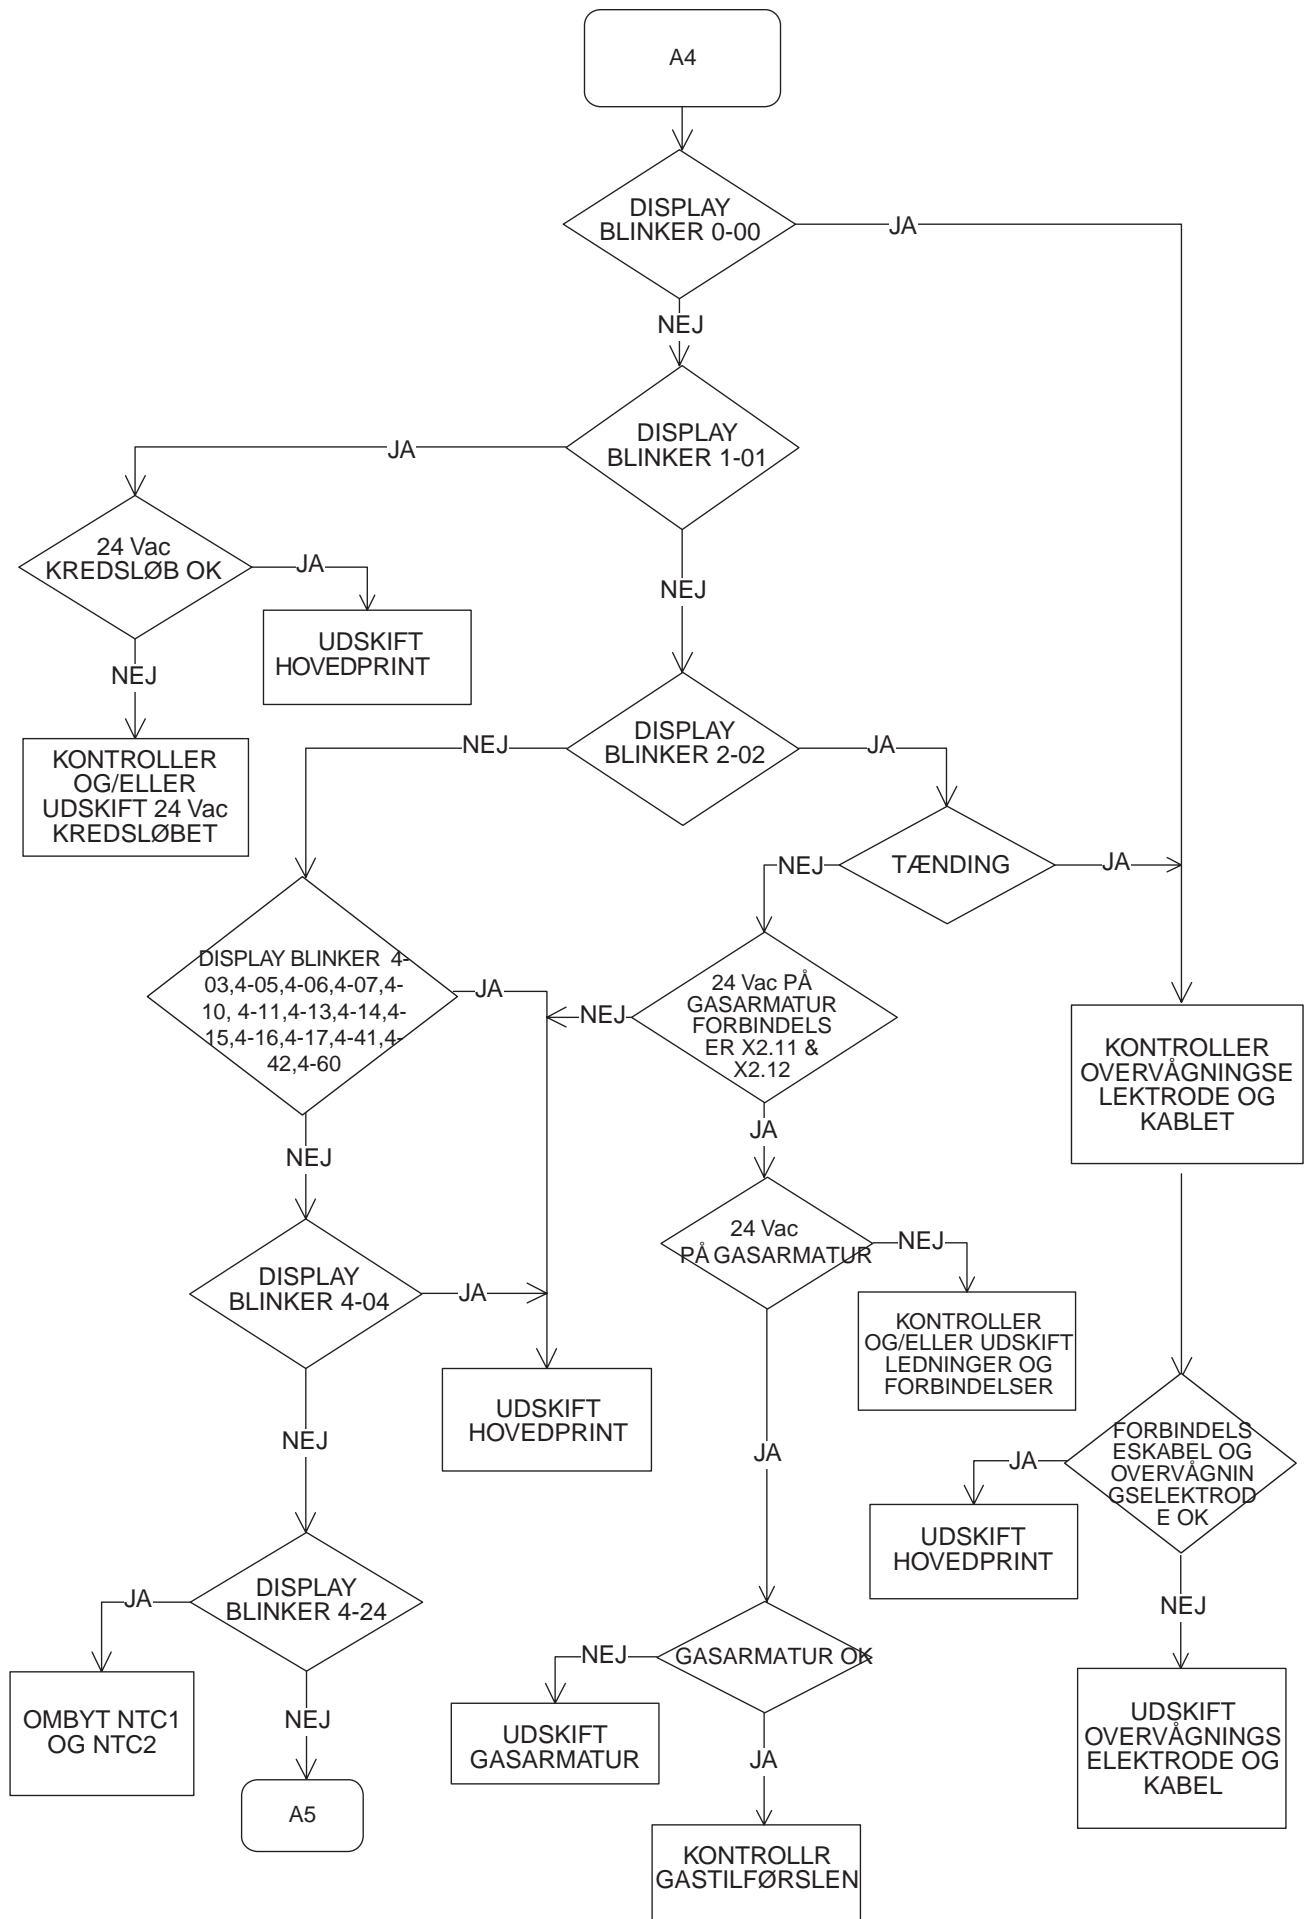 A4
DISPLAY
BLINKER 0-00
JA
NEJ
DISPLAY
BLINKER 1-01
JA
NEJ
24 Vac
KREDSLØB OK
JA
UDSKIFT
HOVEDPRINT
NEJ
KONTROLLER
OG/ELLER
UDSKIFT 24 Vac
KREDSLØBET
DISPLAY
BLINKER 2-02
NEJ
JA
TÆNDING
NEJ
JA
DISPLAY BLINKER 4-
03,4-05,4-06,4-07,4-
10, 4-11,4-13,4-14,4-
15,4-16,4-17,4-41,4-
42,4-60
JA
NEJ
24 Vac PÅ
GASARMATUR
FORBINDELS
ER X2.11 &
X2.12
NEJ
JA
KONTROLLER
OVERVÅGNINGSE
LEKTRODE OG
KABLET
24 Vac
PÅ GASARMATUR
NEJ
JA
KONTROLLER
OG/ELLER UDSKIFT
LEDNINGER OG
FORBINDELSER
DISPLAY
BLINKER 4-04
JA
NEJ
UDSKIFT
HOVEDPRINT
FORBINDELS
ESKABEL OG
OVERVÅGNIN
GSELEKTROD
E OK
JA
NEJ
UDSKIFT
HOVEDPRINT
DISPLAY
BLINKER 4-24
JA
NEJ
OMBYT NTC1
OG NTC2
A5
GASARMATUR OK
NEJ
JA
UDSKIFT
GASARMATUR
KONTROLLR
GASTILFØRSLEN
UDSKIFT
OVERVÅGNINGS
ELEKTRODE OG
KABEL